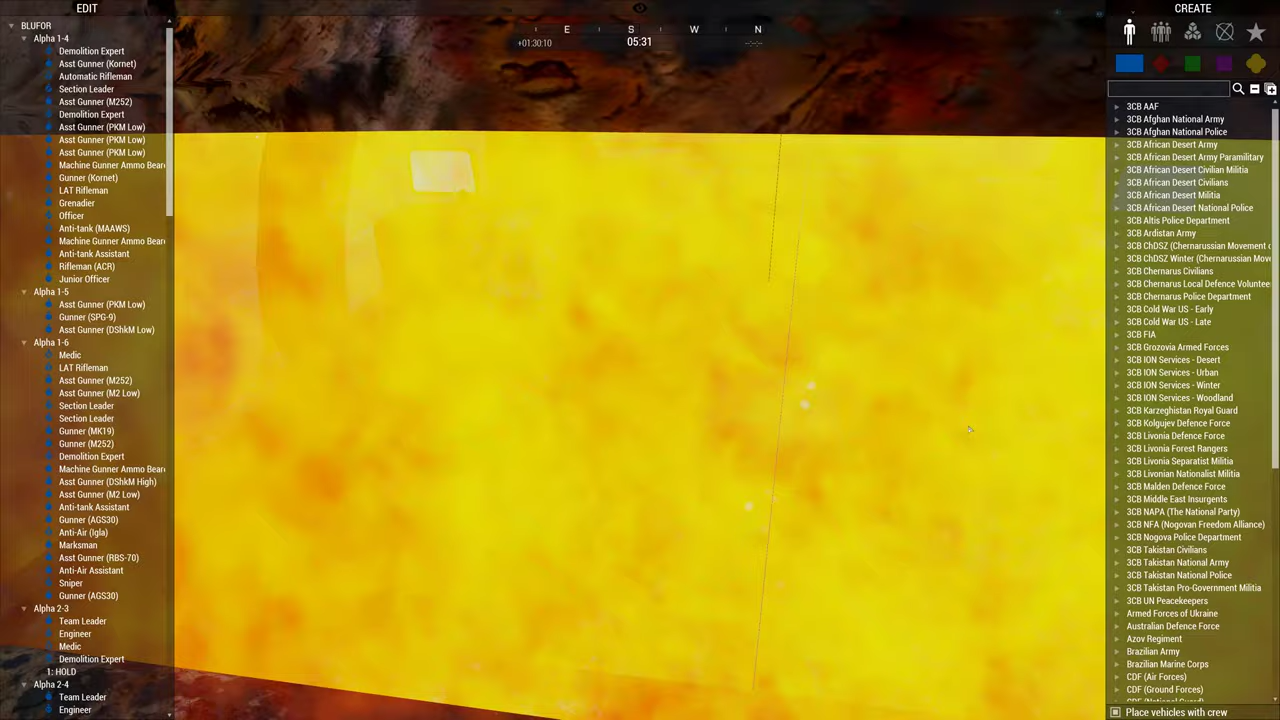 EDIT
BLUFOR
Alpha 1-4
Demolition Expert
Asst Gunner (Kornet)
Automatic Rifleman
Section Leader
Asst Gunner (M252)
Demolition Expert
Asst Gunner (PKM Low)
Asst Gunner (PKM Low)
Asst Gunner (PKM Low)
Machine Gunner Ammo Bear
Gunner (Kornet)
LAT Rifleman
Grenadier
Officer
Anti-tank (MAAWS)
Machine Gunner Ammo Bear
Anti-tank Assistant
Rifleman (ACR)
Junior Officer
Alpha 1-5
Asst Gunner (PKM Low)
Gunner (SPG-9)
Asst Gunner (DShkM Low)
Alpha 1-6
Medic
LAT Rifleman
Asst Gunner (M252)
Asst Gunner (M2 Low)
Section Leader
Section Leader
Gunner (MK19)
Gunner (M252)
Demolition Expert
Machine Gunner Ammo Bear
Asst Gunner (DShkM High)
Asst Gunner (M2 Low)
Anti-tank Assistant
Gunner (AGS30)
Anti-Air (Igla)
Marksman
Asst Gunner (RBS-70)
Anti-Air Assistant
Sniper
Gunner (AGS30)
Alpha 2-3
Team Leader
Engineer
Medic
Demolition Expert
1: HOLD
Alpha 2-4
Team Leader
Engineer
E S W N
+01:30:10 05:31 --:--:--
CREATE
3CB AAF
3CB Afghan National Army
3CB Afghan National Police
3CB African Desert Army
3CB African Desert Army Paramilitary
3CB African Desert Civilian Militia
3CB African Desert Civilians
3CB African Desert Militia
3CB African Desert National Police
3CB Altis Police Department
3CB Ardistan Army
3CB ChDSZ (Chernarussian Movement o
3CB ChDSZ Winter (Chernarussian Mov
3CB Chernarus Civilians
3CB Chernarus Local Defence Voluntee
3CB Chernarus Police Department
3CB Cold War US - Early
3CB Cold War US - Late
3CB FIA
3CB Grozovia Armed Forces
3CB ION Services - Desert
3CB ION Services - Urban
3CB ION Services - Winter
3CB ION Services - Woodland
3CB Karzeghistan Royal Guard
3CB Kolgujev Defence Force
3CB Livonia Defence Force
3CB Livonia Forest Rangers
3CB Livonia Separatist Militia
3CB Livonian Nationalist Militia
3CB Malden Defence Force
3CB Middle East Insurgents
3CB NAPA (The National Party)
3CB NFA (Nogovan Freedom Alliance)
3CB Nogova Police Department
3CB Takistan Civilians
3CB Takistan National Army
3CB Takistan National Police
3CB Takistan Pro-Government Militia
3CB UN Peacekeepers
Armed Forces of Ukraine
Australian Defence Force
Azov Regiment
Brazilian Army
Brazilian Marine Corps
CDF (Air Forces)
CDF (Ground Forces)
Place vehicles with crew